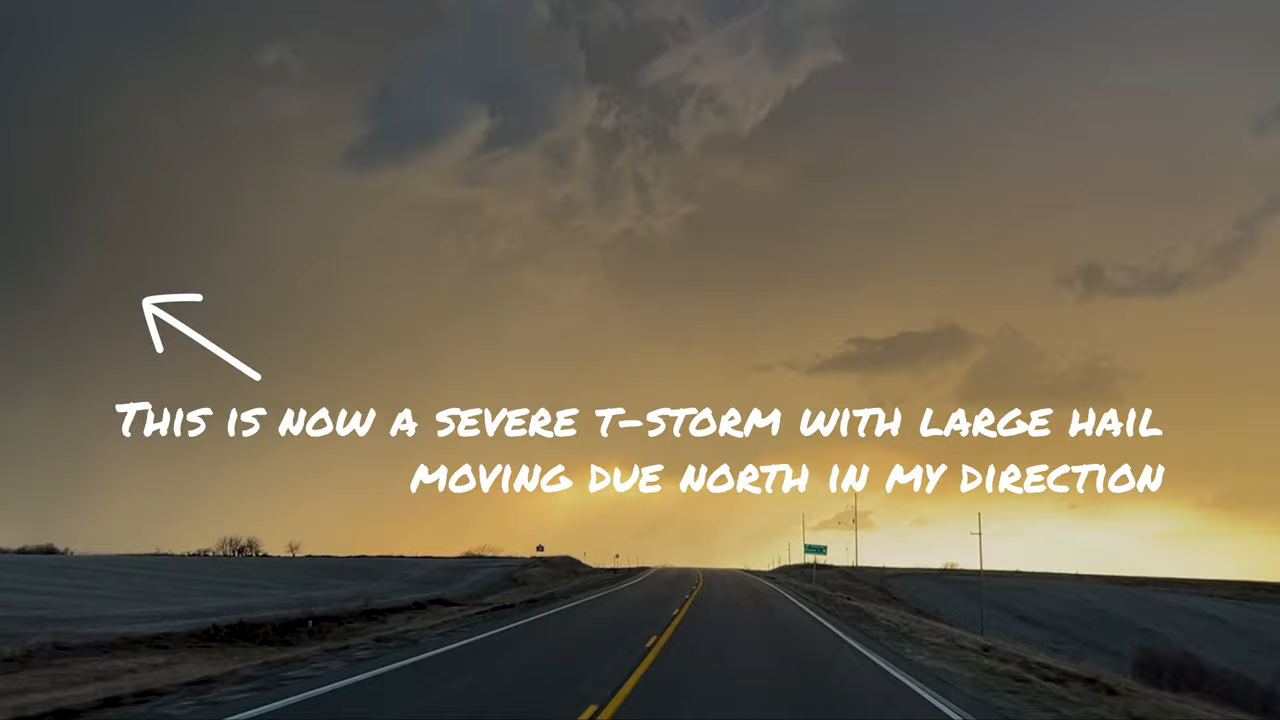 This is now a severe t-storm with large hail
moving due north in my direction